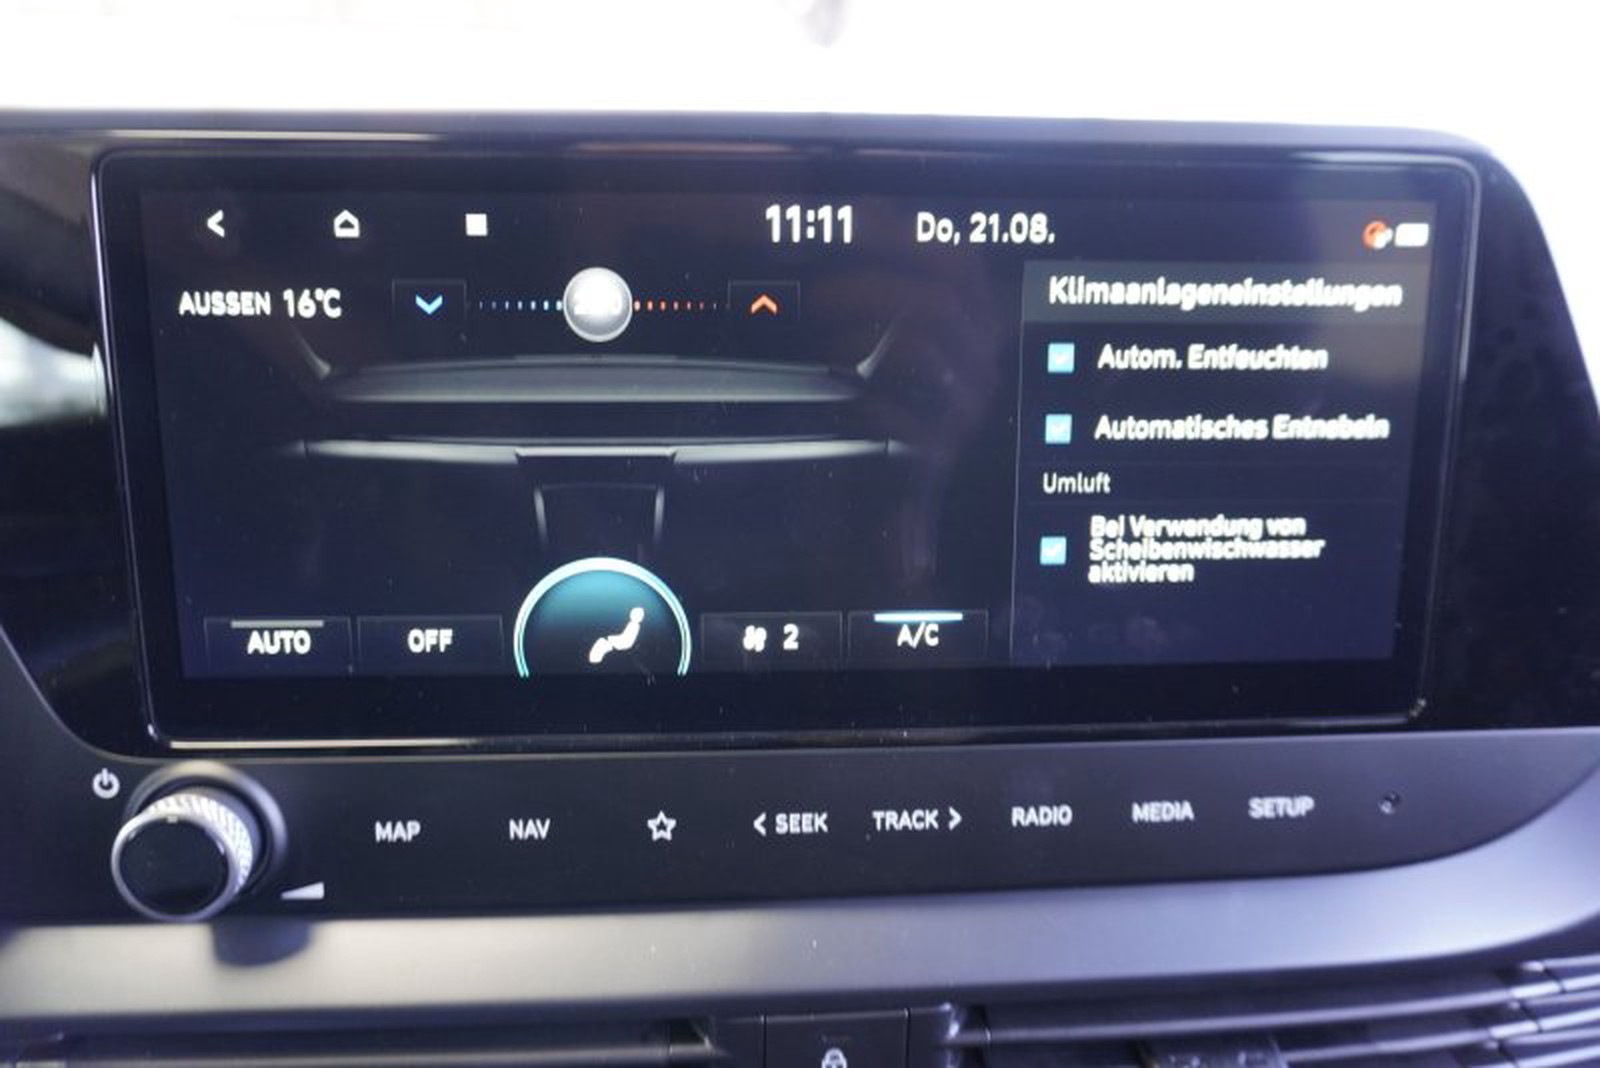 11:11 Do, 21.08.
AUSSEN 16°C
Klimaanlageneinstellungen
Autom. Entfeuchten
Automatisches Entnebeln
Umluft
Bei Verwendung von
Scheibenwischwasser
aktivieren
AUTO OFF 2 A/C
MAP NAV < SEEK TRACK > RADIO MEDIA SETUP